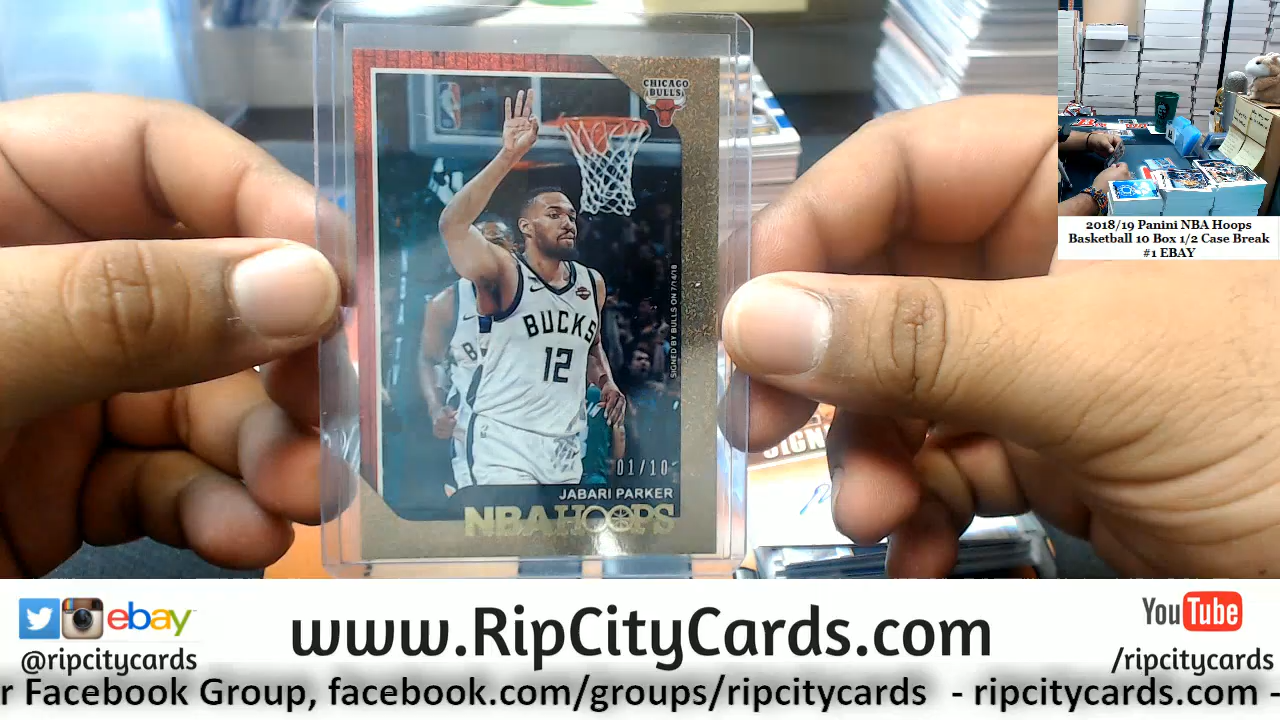 CHICAGO
BULLS
BUCKS
12
SIGNED BY BULLS ON 7/14/18
01/10
JABARI PARKER
NBA HOOPS
SIGN
2018/19 Panini NBA Hoops
Basketball 10 Box 1/2 Case Break
#1 EBAY
ebay
@ripcitycards
www.RipCityCards.com
YouTube
/ripcitycards
r Facebook Group, facebook.com/groups/ripcitycards - ripcitycards.com -